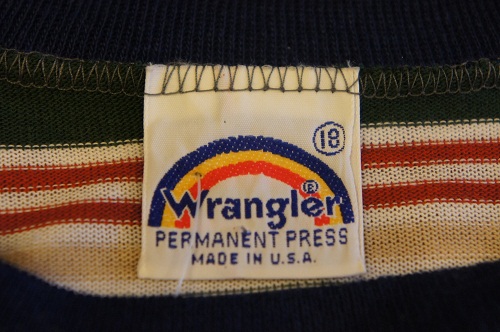 18
Wrangler®
PERMANENT PRESS
MADE IN U.S.A.